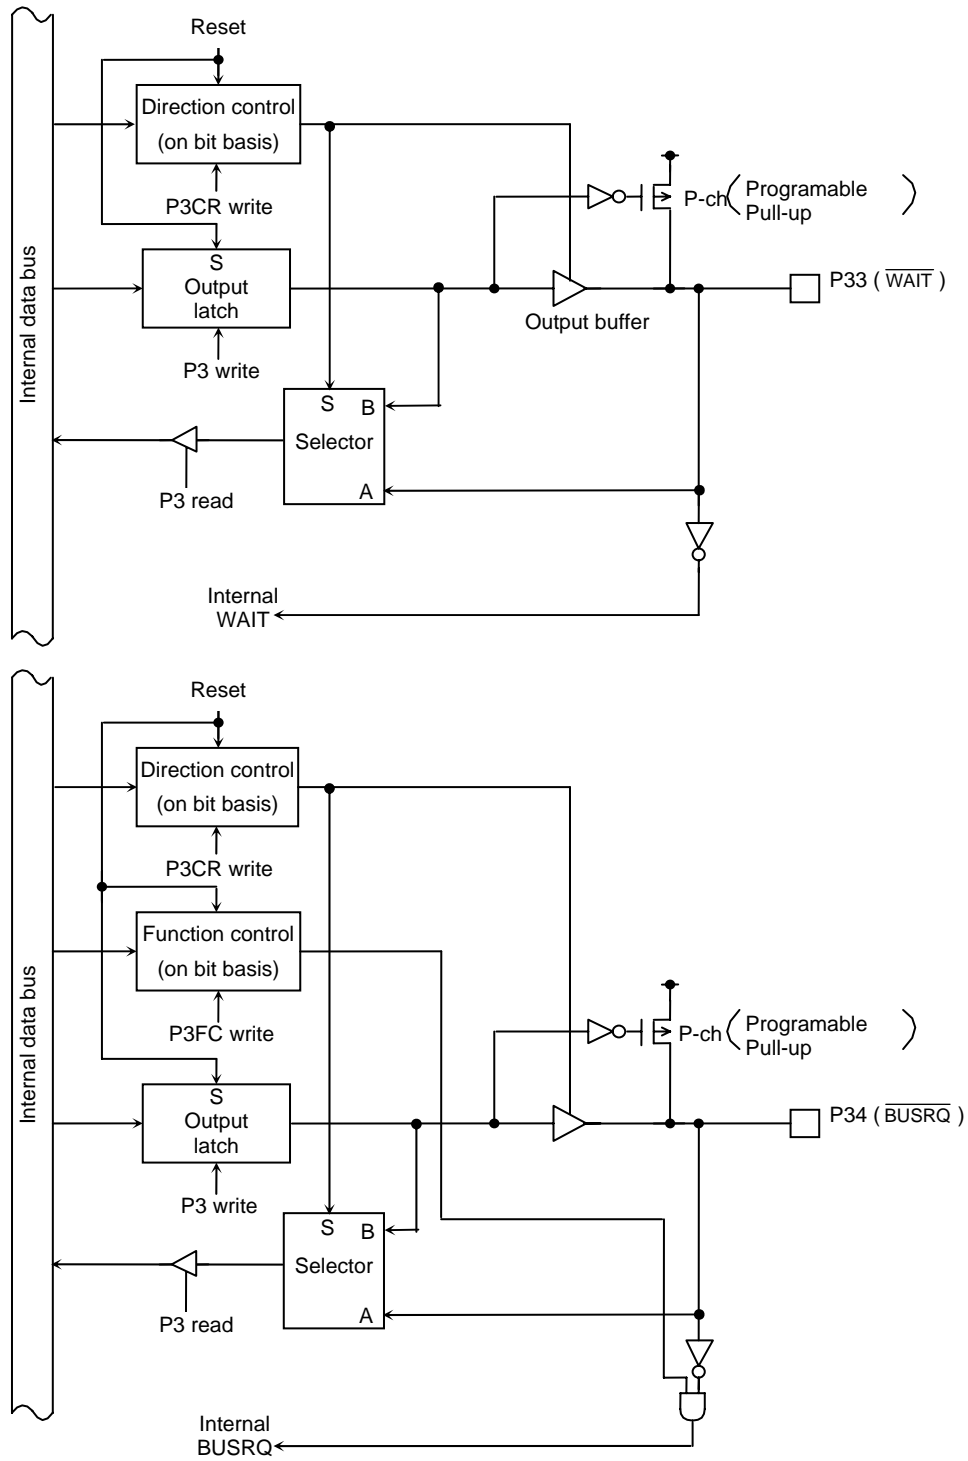 Reset
Direction control
(on bit basis)
P3CR write
P-ch
( Programable
Pull-up )
S
Output
latch
P33 ( WAIT )
Output buffer
P3 write
Internal data bus
S B
Selector
A
P3 read
Internal
WAIT
Reset
Direction control
(on bit basis)
P3CR write
Function control
(on bit basis)
P3FC write
P-ch
( Programable
Pull-up )
Internal data bus
S
Output
latch
P34 ( BUSRQ )
P3 write
S B
Selector
A
P3 read
Internal
BUSRQ